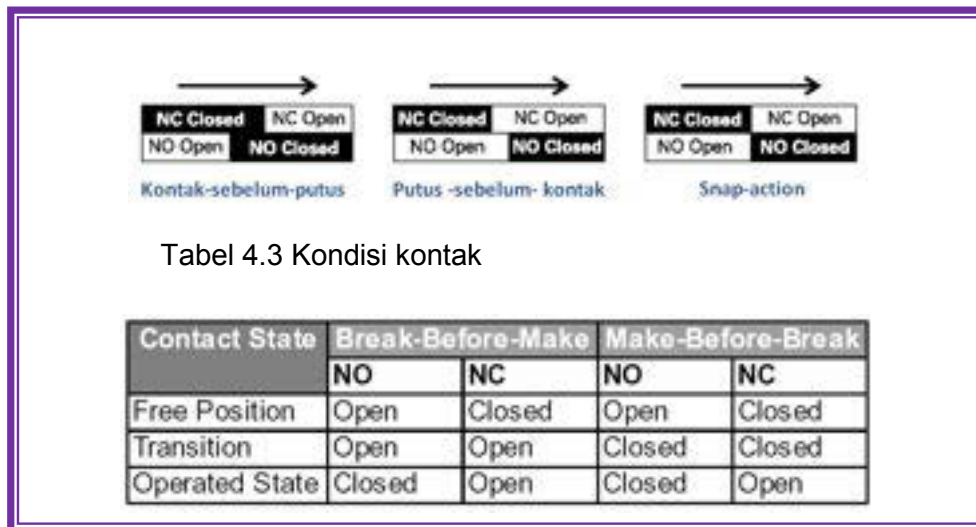 NC Closed NC Open NC Closed NC Open NC Closed NC Open
NO Open NO Closed NO Open NO Closed NO Open NO Closed
Kontak-sebelum-putus Putus -sebelum- kontak Snap-action
Tabel 4.3 Kondisi kontak
Contact State Break-Before-Make Make-Before-Break
NO NC NO NC
Free Position Open Closed Open Closed
Transition Open Open Closed Closed
Operated State Closed Open Closed Open